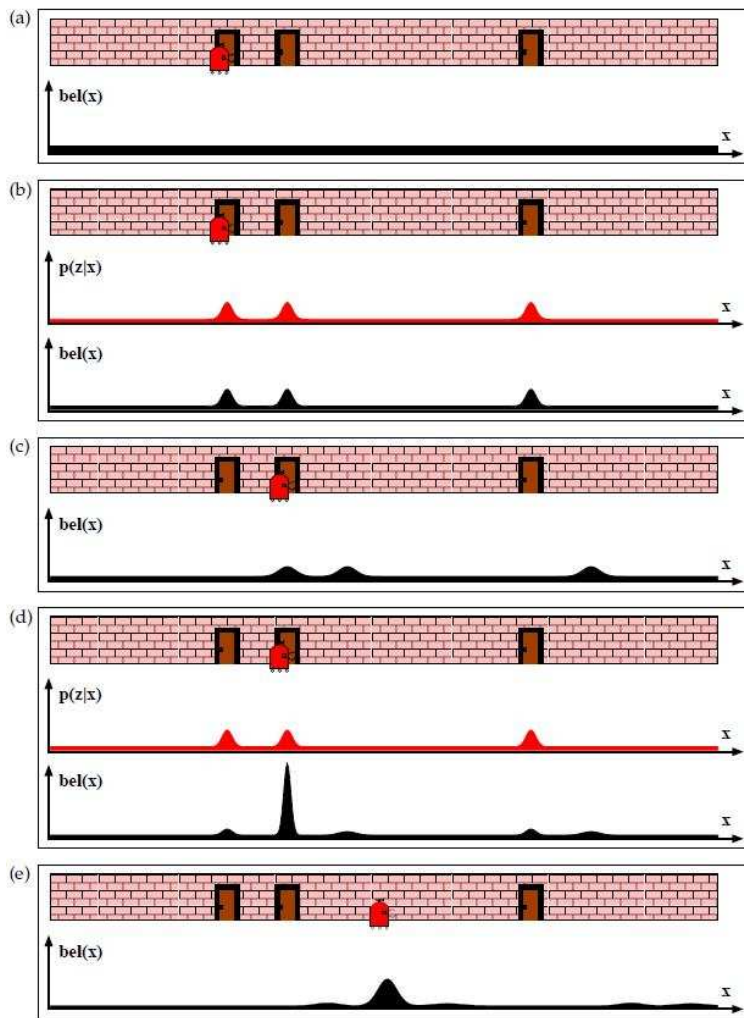 (a)
bel(x)
x
(b)
p(z|x)
x
bel(x)
x
(c)
bel(x)
x
(d)
p(z|x)
x
bel(x)
x
(e)
bel(x)
x